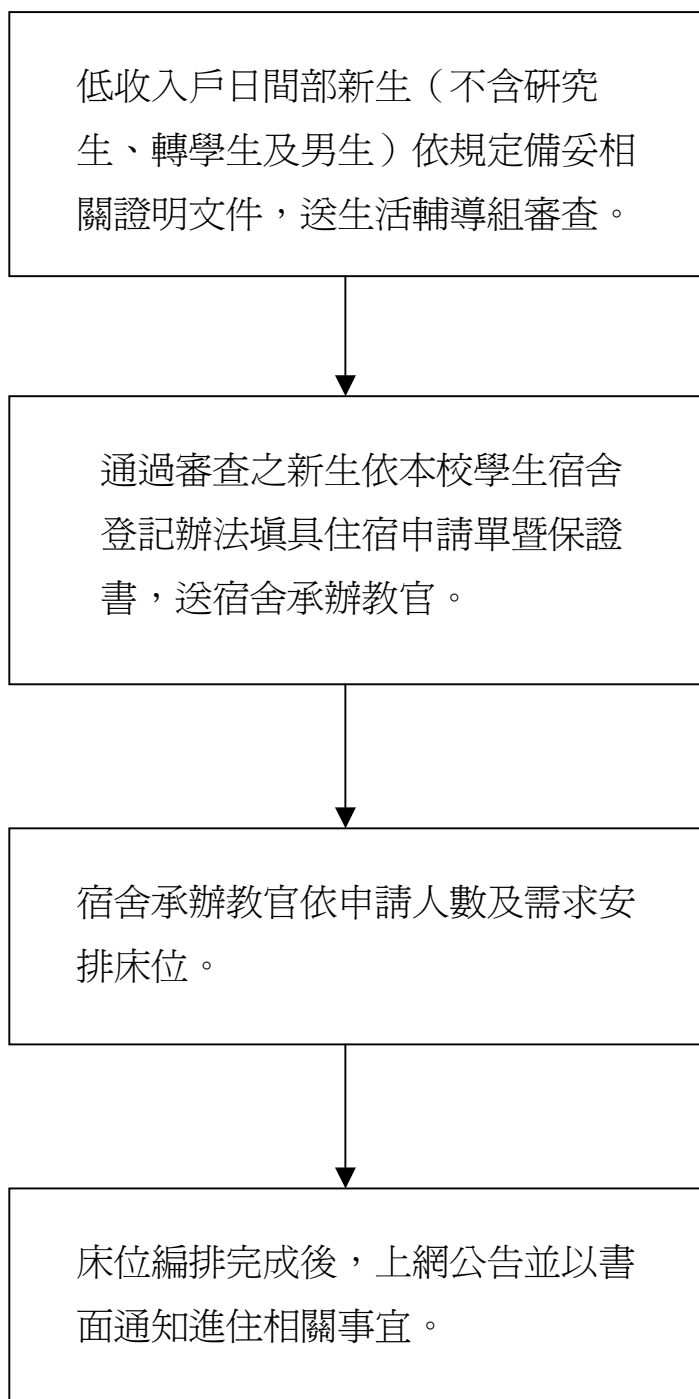 低收入戶日間部新生（不含研究
生、轉學生及男生）依規定備妥相
關證明文件，送生活輔導組審查。
通過審查之新生依本校學生宿舍
登記辦法填具住宿申請單暨保證
書，送宿舍承辦教官。
宿舍承辦教官依申請人數及需求安
排床位。
床位編排完成後，上網公告並以書
面通知進住相關事宜。